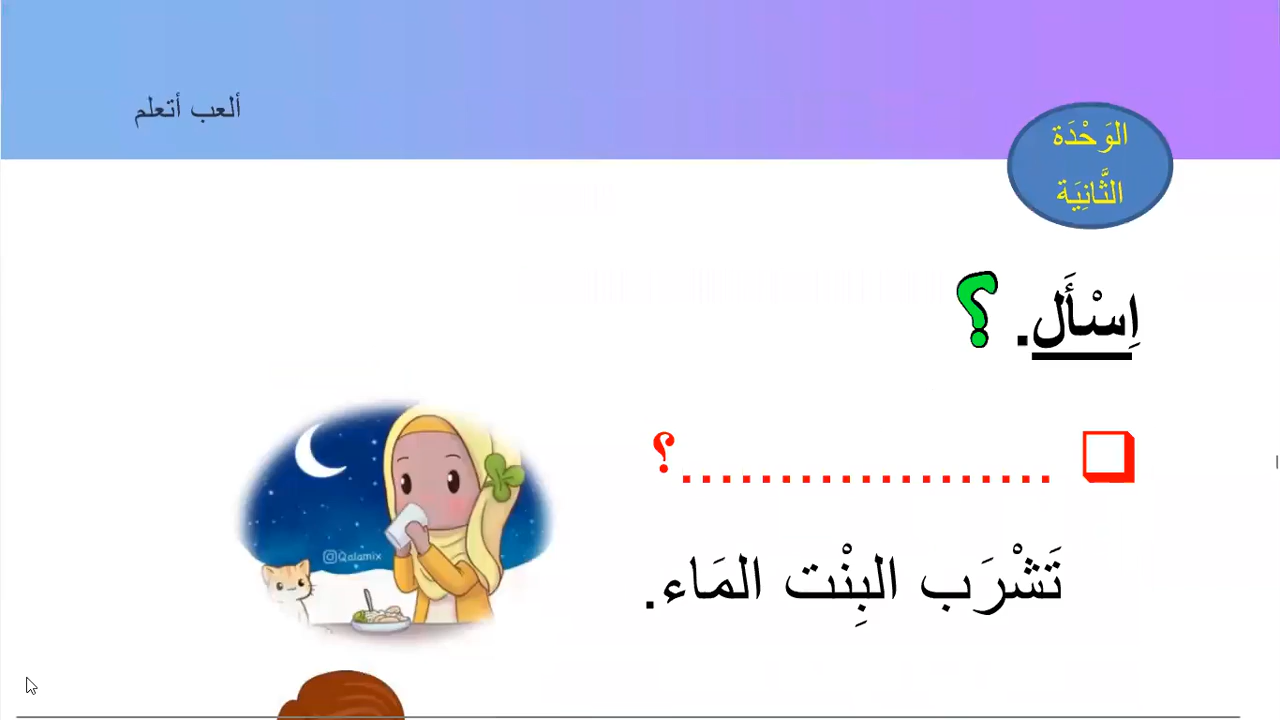 ألعب أتعلم
الوَحْدَة
الثَّانِيَة
اِسْأَل. ؟
...................؟
تَشْرَب البِنْت المَاء.
@Qalamix